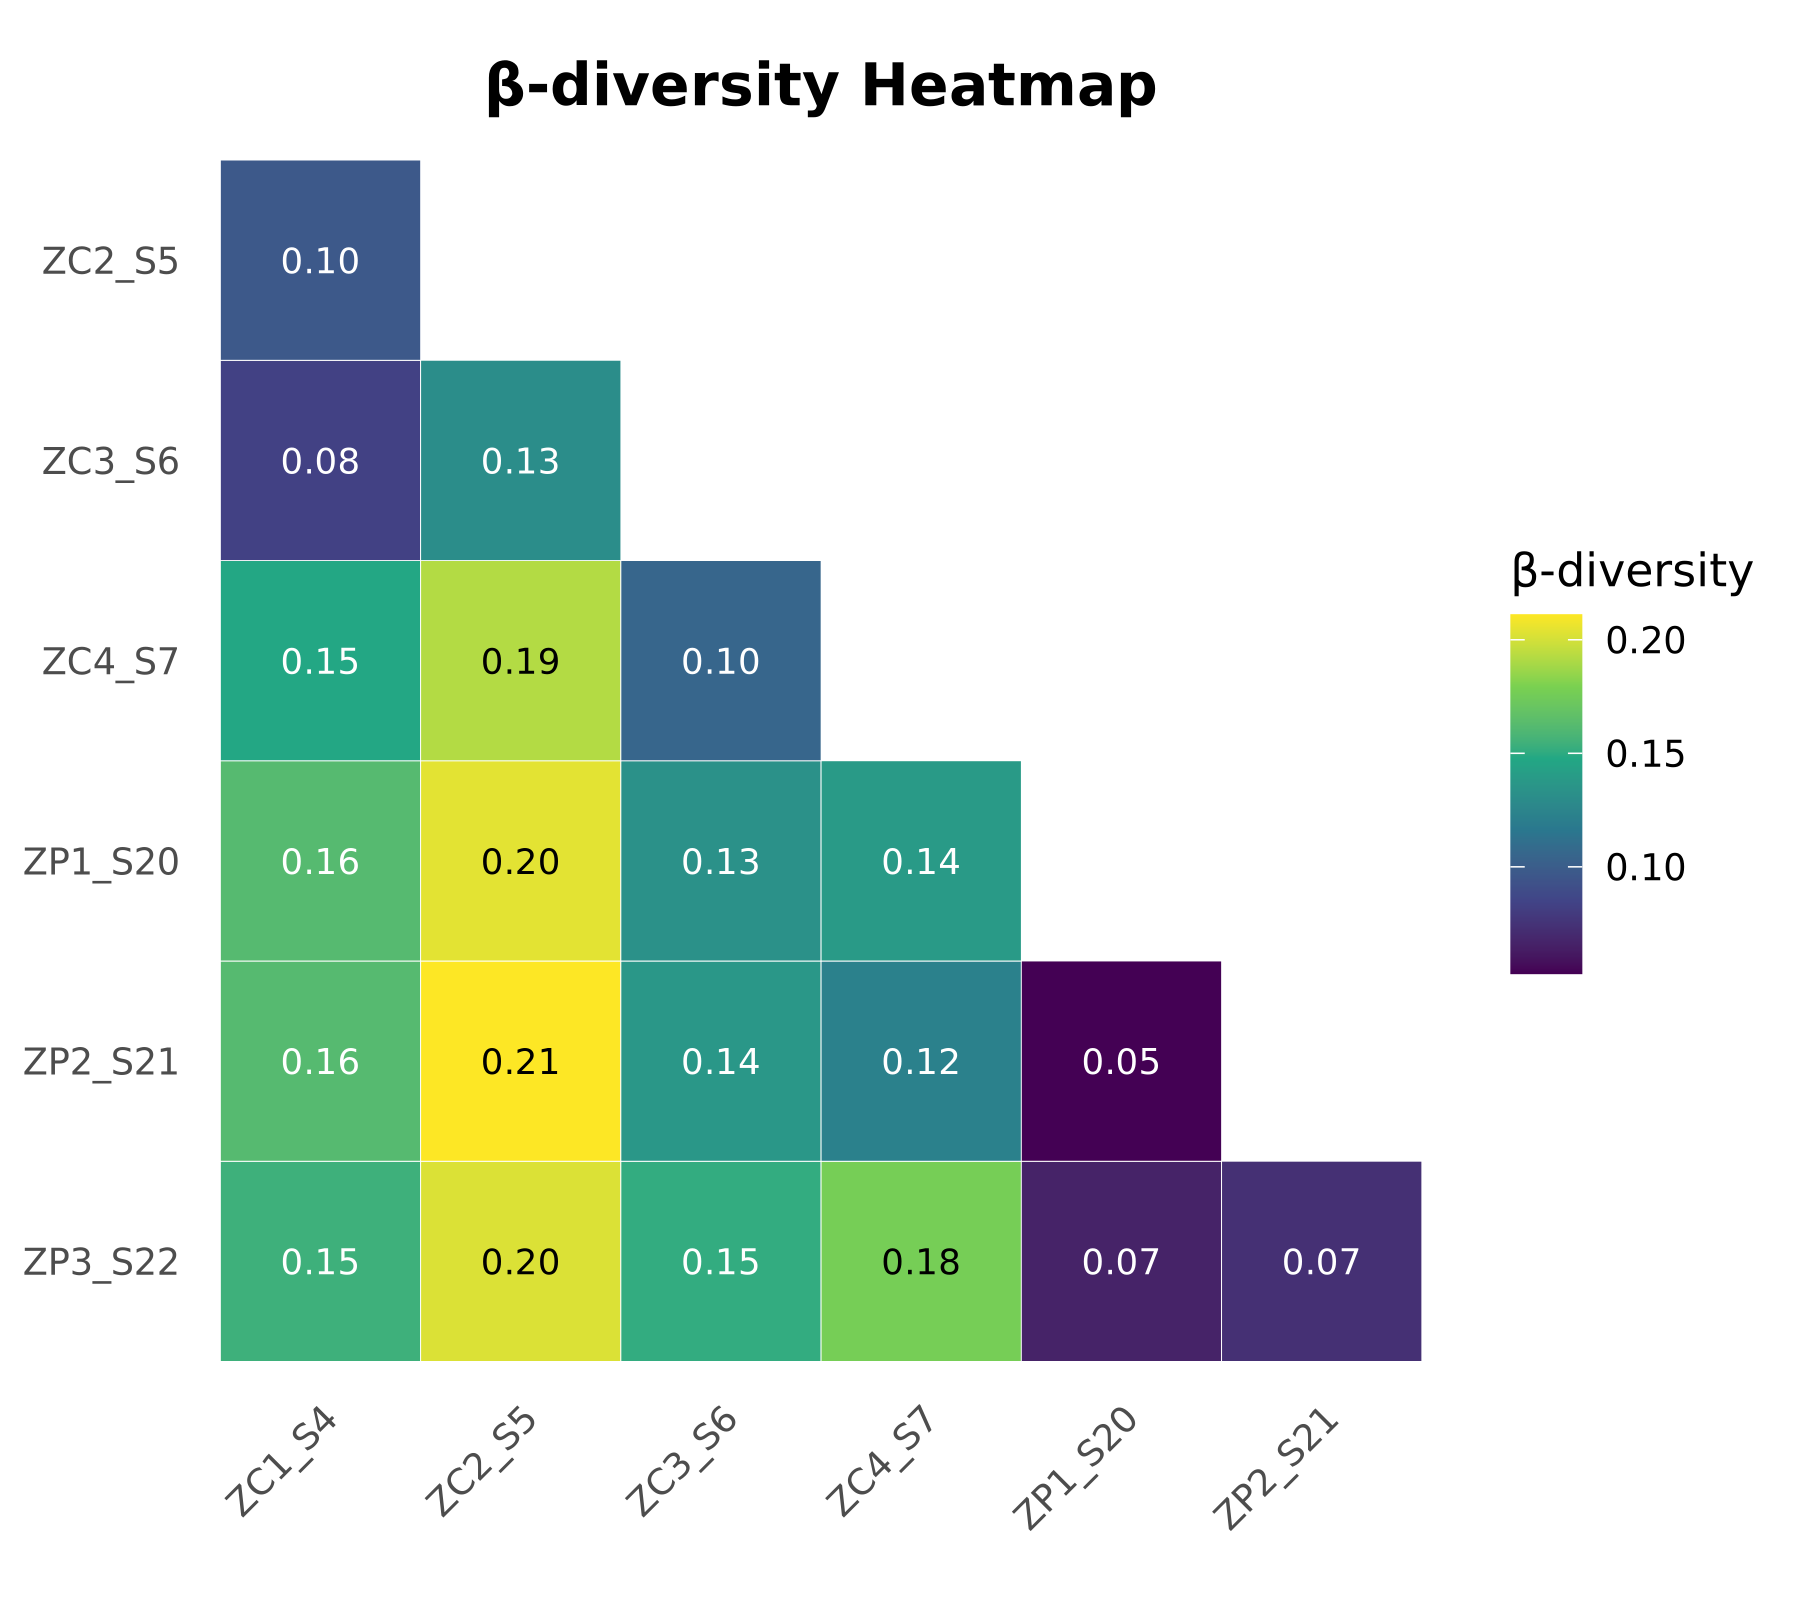 β-diversity Heatmap
ZC2_S5 0.10
ZC3_S6 0.08 0.13
ZC4_S7 0.15 0.19 0.10
ZP1_S20 0.16 0.20 0.13 0.14
ZP2_S21 0.16 0.21 0.14 0.12 0.05
ZP3_S22 0.15 0.20 0.15 0.18 0.07 0.07
ZC1_S4 ZC2_S5 ZC3_S6 ZC4_S7 ZP1_S20 ZP2_S21
β-diversity
0.20
0.15
0.10